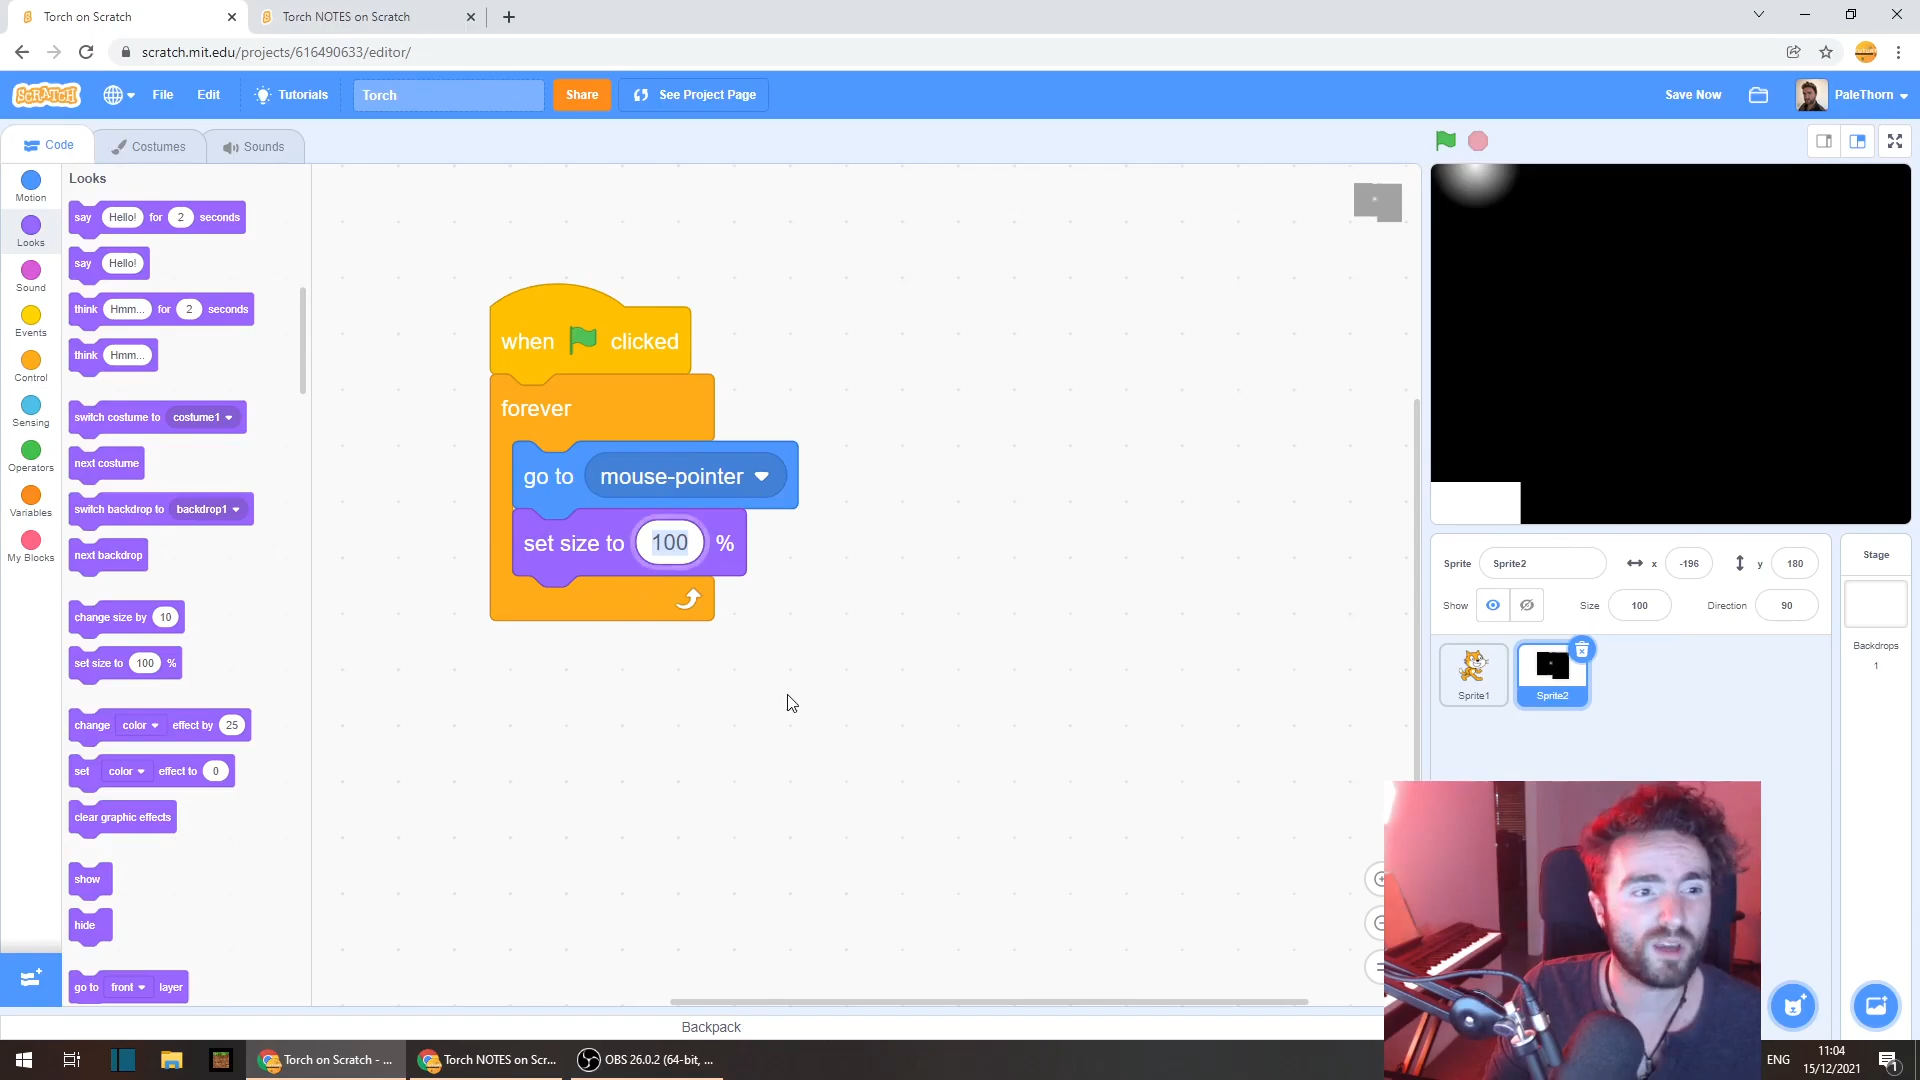 Torch on Scratch
Torch NOTES on Scratch
scratch.mit.edu/projects/616490633/editor/
SCRATCH
File
Edit
Tutorials
Torch
Share
See Project Page
Save Now
PaleThorn
Code
Costumes
Sounds
Motion
Looks
Sound
Events
Control
Sensing
Operators
Variables
My Blocks
Looks
say Hello! for 2 seconds
say Hello!
think Hmm... for 2 seconds
think Hmm...
switch costume to costume1
next costume
switch backdrop to backdrop1
next backdrop
change size by 10
set size to 100 %
change color effect by 25
set color effect to 0
clear graphic effects
show
hide
go to front layer
when clicked
forever
go to mouse-pointer
set size to 100 %
Sprite Sprite2 x -196 y 180
Show Size 100 Direction 90
Sprite1
Sprite2
Stage
Backdrops
1
Backpack
Torch on Scratch - ...
Torch NOTES on Scr...
OBS 26.0.2 (64-bit, ...
ENG
11:04
15/12/2021
1